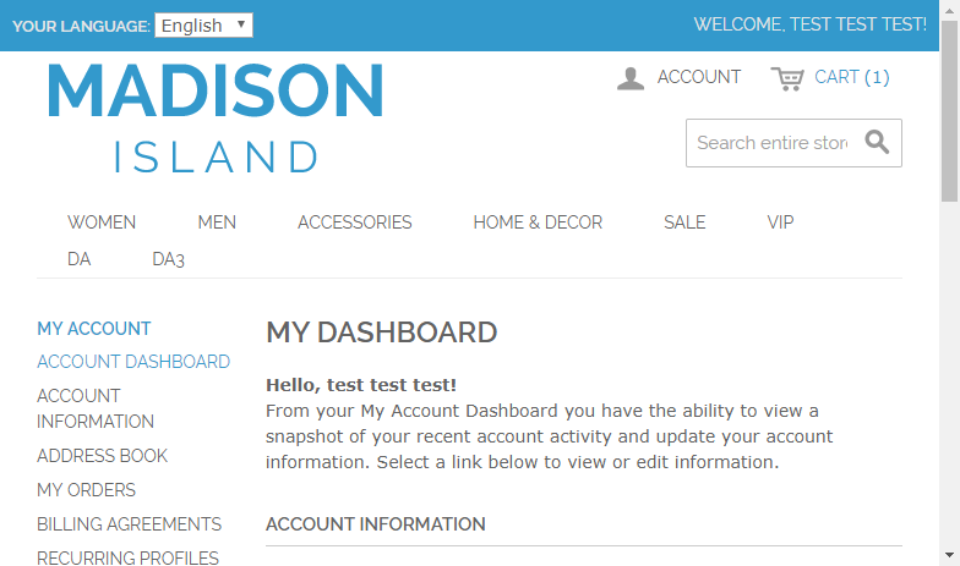 YOUR LANGUAGE: English
WELCOME, TEST TEST TEST!
MADISON
ISLAND
ACCOUNT
CART (1)
Search entire stor
WOMEN MEN ACCESSORIES HOME & DECOR SALE VIP
DA DA3
MY ACCOUNT
ACCOUNT DASHBOARD
ACCOUNT
INFORMATION
ADDRESS BOOK
MY ORDERS
BILLING AGREEMENTS
RECURRING PROFILES
MY DASHBOARD
Hello, test test test!
From your My Account Dashboard you have the ability to view a
snapshot of your recent account activity and update your account
information. Select a link below to view or edit information.
ACCOUNT INFORMATION